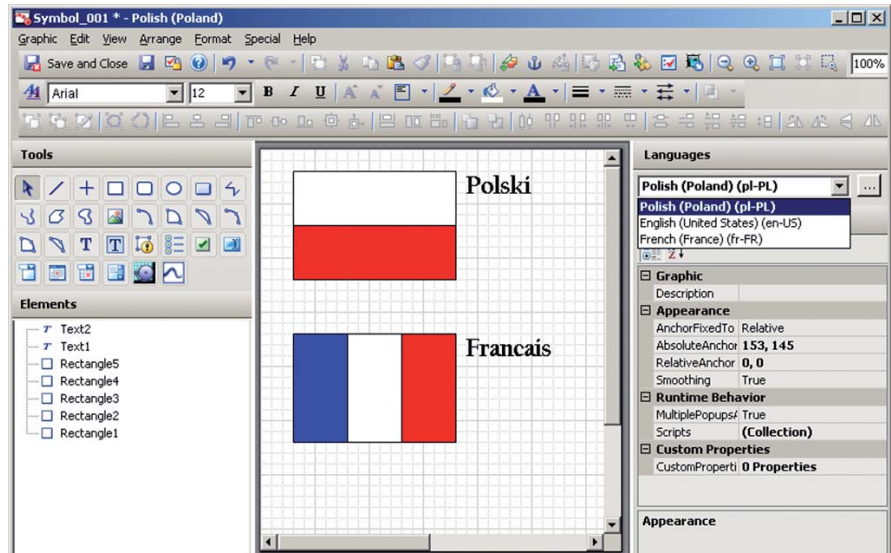 Symbol_001 * - Polish (Poland)
Graphic Edit View Arrange Format Special Help
Save and Close 100%
Arial 12 B I U A A A
Tools
T T
Elements
T Text2
T Text1
Rectangle5
Rectangle4
Rectangle3
Rectangle2
Rectangle1
Polski
Francais
Languages
Polish (Poland) (pl-PL) ...
Polish (Poland) (pl-PL)
English (United States) (en-US)
French (France) (fr-FR)
Graphic
Description
Appearance
AnchorFixedTo Relative
AbsoluteAnchor 153, 145
RelativeAnchor 0, 0
Smoothing True
Runtime Behavior
MultiplePopupsA True
Scripts (Collection)
Custom Properties
CustomProperti 0 Properties
Appearance